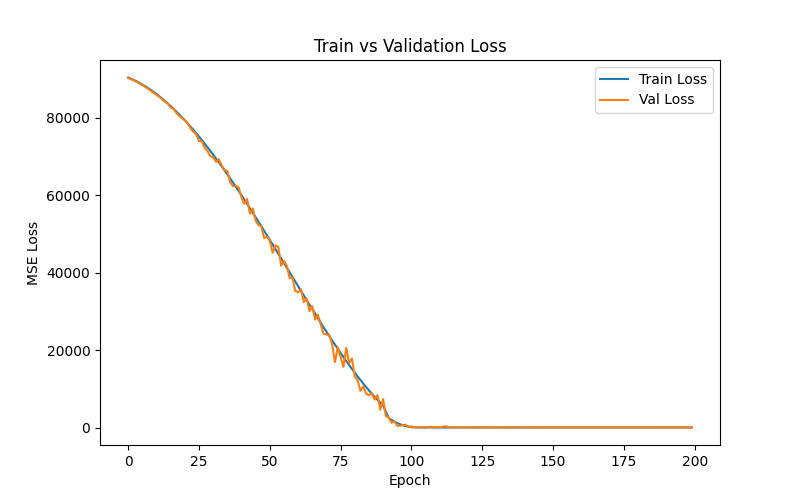 Train vs Validation Loss
Train Loss
Val Loss
MSE Loss
80000
60000
40000
20000
0
0 25 50 75 100 125 150 175 200
Epoch